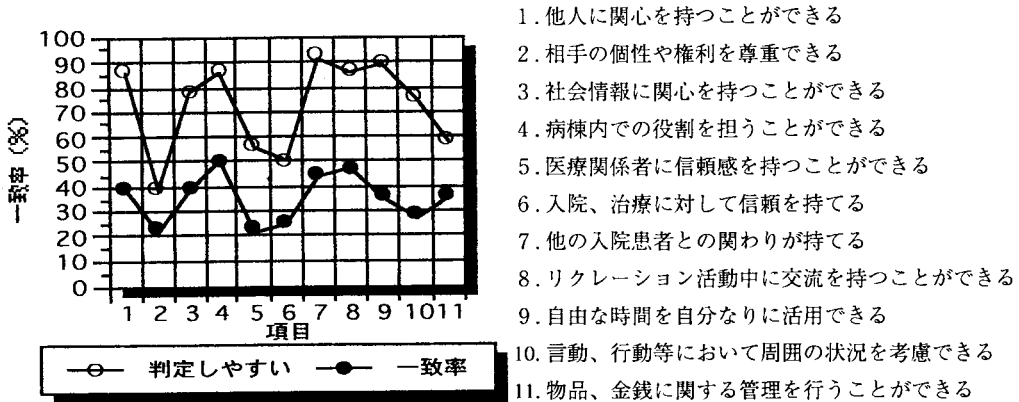 一致率（%）
100
90
80
70
60
50
40
30
20
10
0
1 2 3 4 5 6 7 8 9 10 11
項目
判定しやすい 一致率
1. 他人に関心を持つことができる
2. 相手の個性や権利を尊重できる
3. 社会情報に関心を持つことができる
4. 病棟内での役割を担うことができる
5. 医療関係者に信頼感を持つことができる
6. 入院、治療に対して信頼を持てる
7. 他の入院患者との関わりが持てる
8. リクレーション活動中に交流を持つことができる
9. 自由な時間を自分なりに活用できる
10. 言動、行動等において周囲の状況を考慮できる
11. 物品、金銭に関する管理を行うことができる